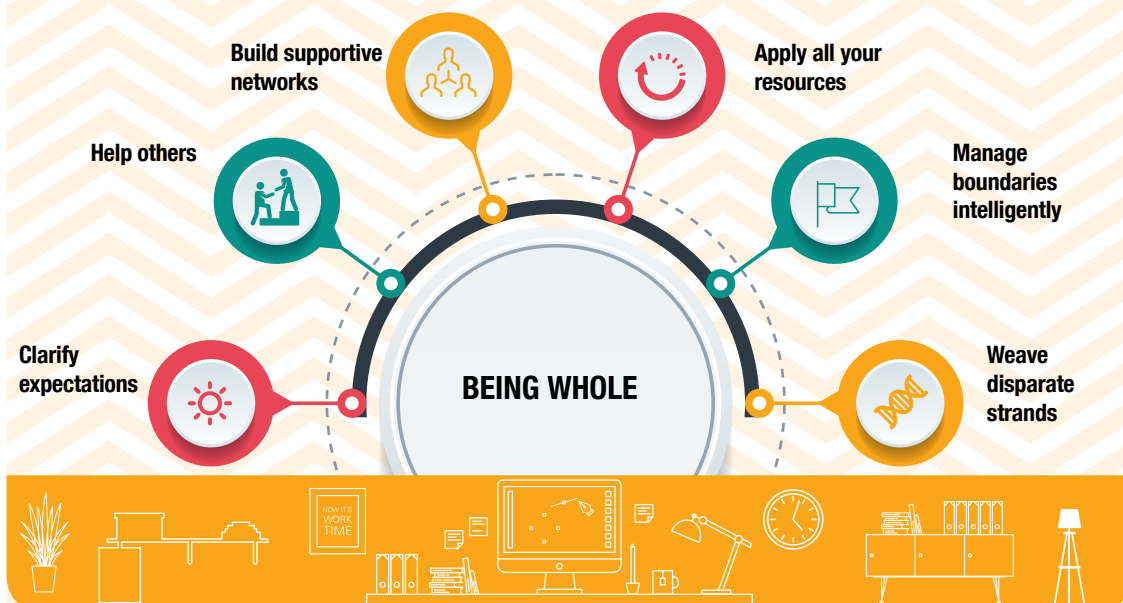 Build supportive
networks
Apply all your
resources
Help others
Manage
boundaries
intelligently
Clarify
expectations
BEING WHOLE
Weave
disparate
strands
NOW IT'S
WORK
TIME